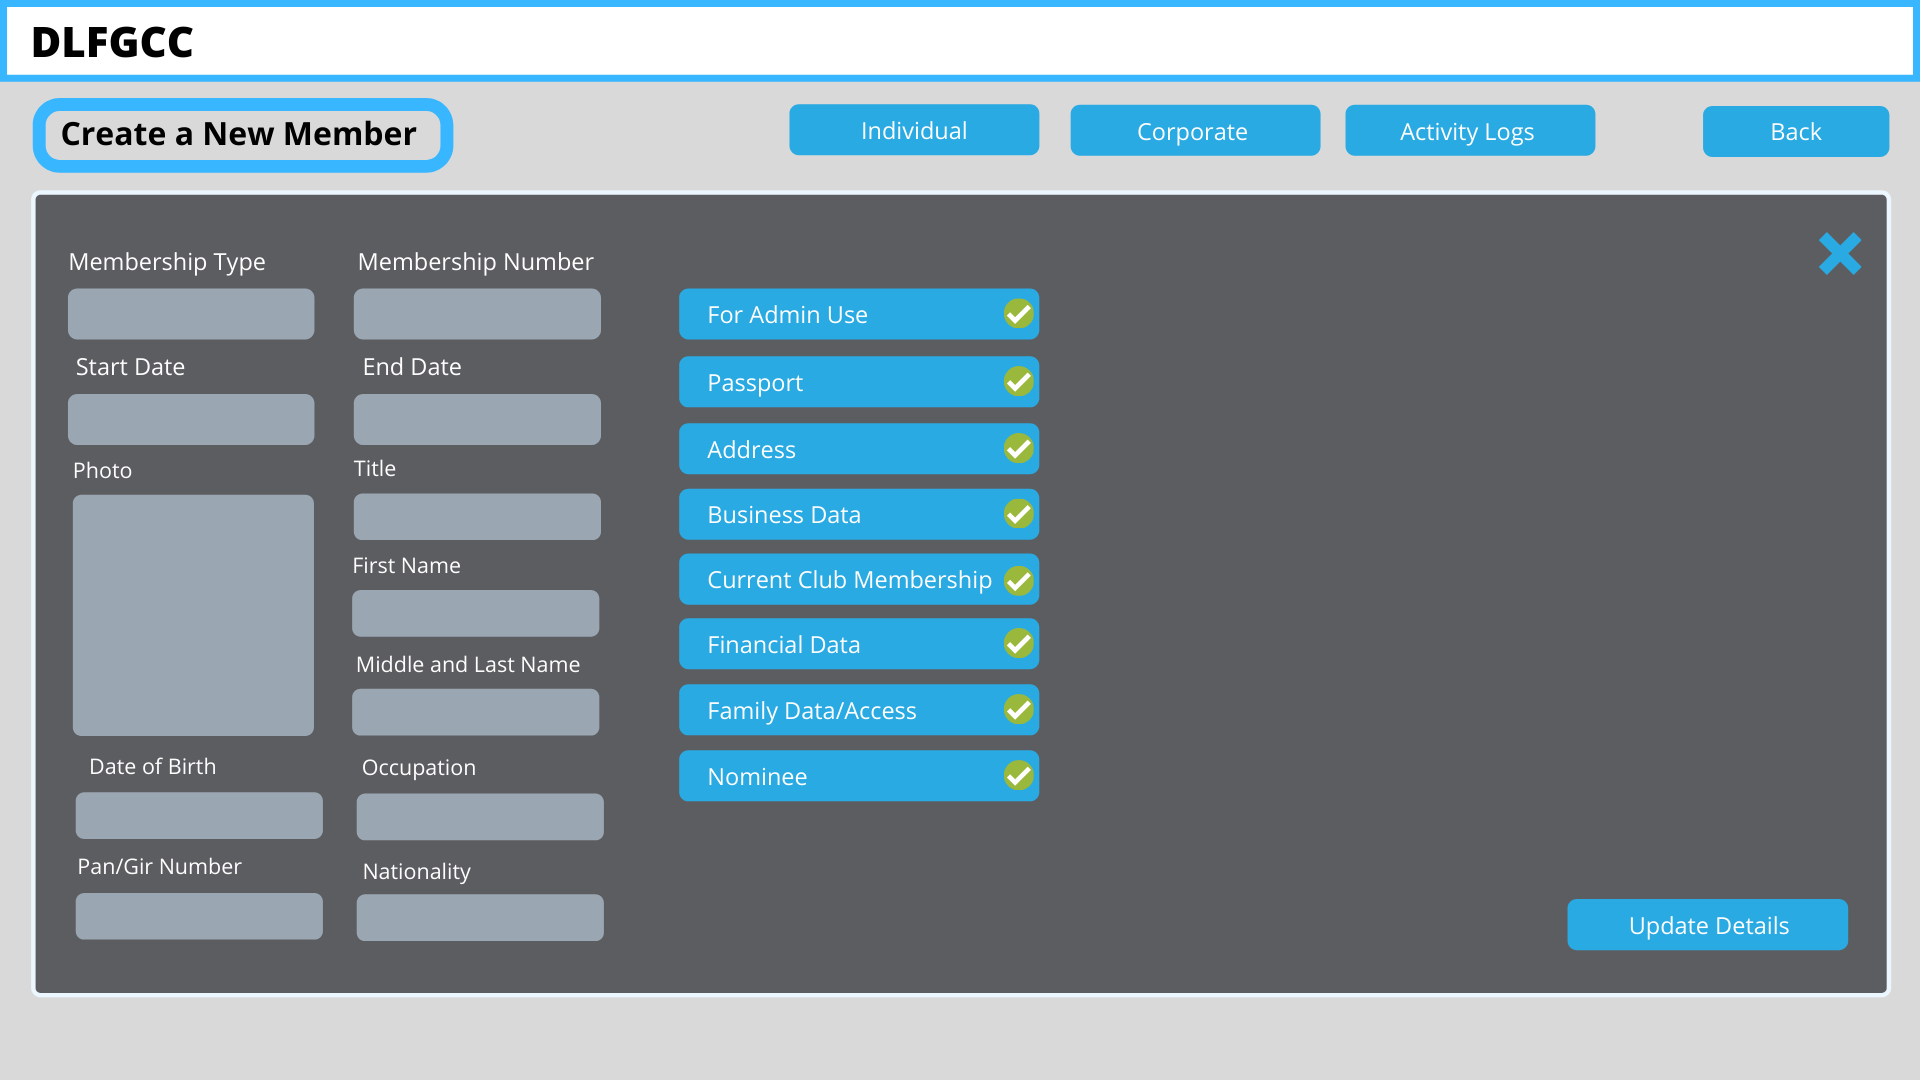 DLFGCC
Create a New Member
Individual
Corporate
Activity Logs
Back
Membership Type
Membership Number
Start Date
End Date
Photo
Title
First Name
Middle and Last Name
Date of Birth
Occupation
Pan/Gir Number
Nationality
For Admin Use
Passport
Address
Business Data
Current Club Membership
Financial Data
Family Data/Access
Nominee
Update Details